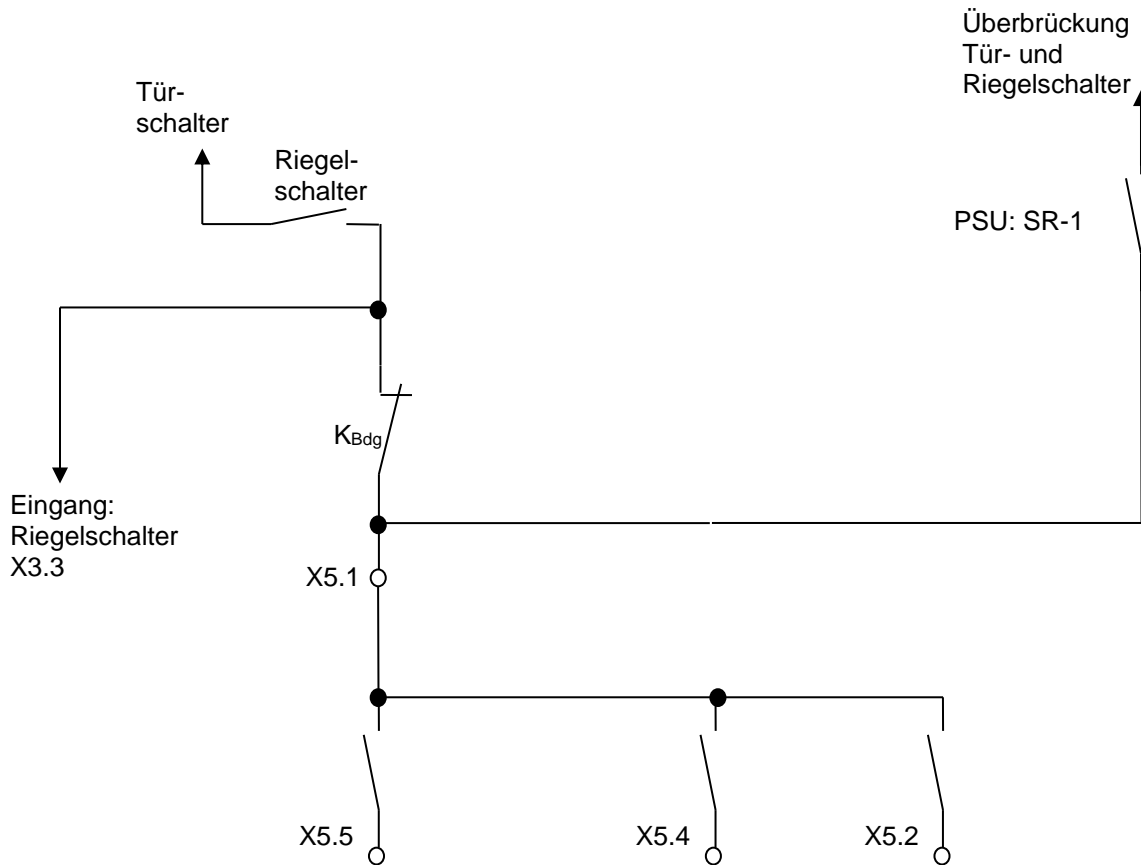 Überbrückung
Tür- und
Riegelschalter
Tür-
schalter
Riegel-
schalter
PSU: SR-1
KBdg
Eingang:
Riegelschalter
X3.3
X5.1
X5.5
X5.4
X5.2